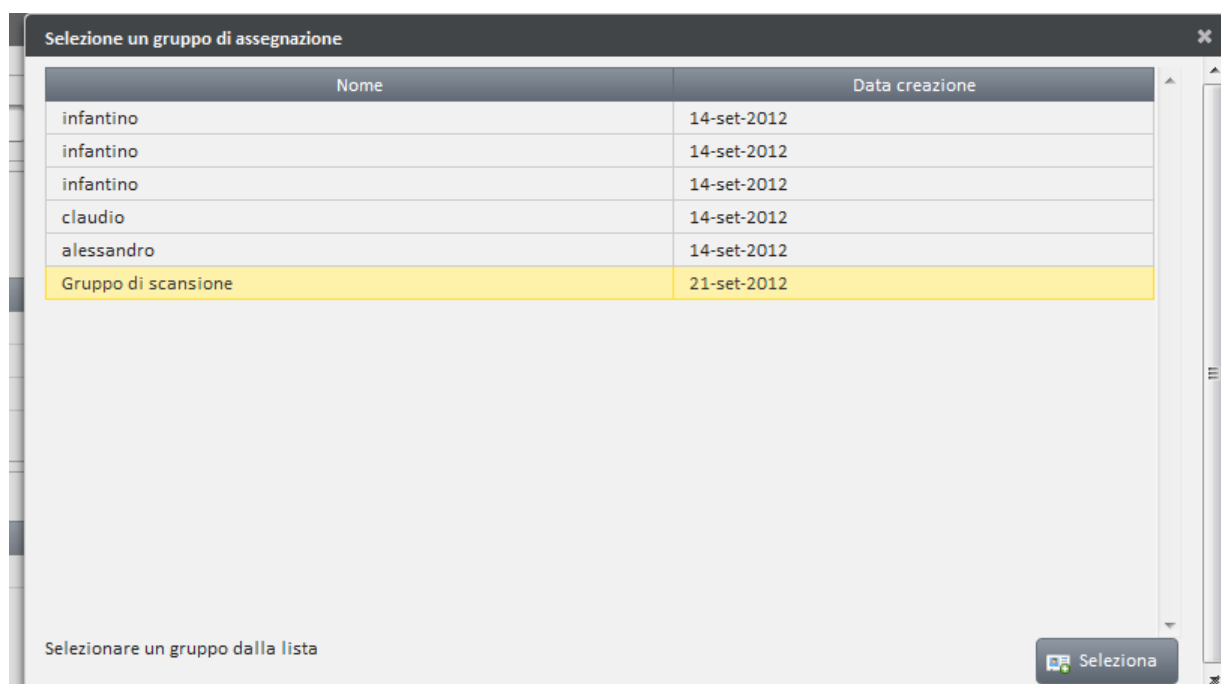 Selezione un gruppo di assegnazione
Nome Data creazione
infantino 14-set-2012
infantino 14-set-2012
infantino 14-set-2012
claudio 14-set-2012
alessandro 14-set-2012
Gruppo di scansione 21-set-2012
Selezionare un gruppo dalla lista
Seleziona